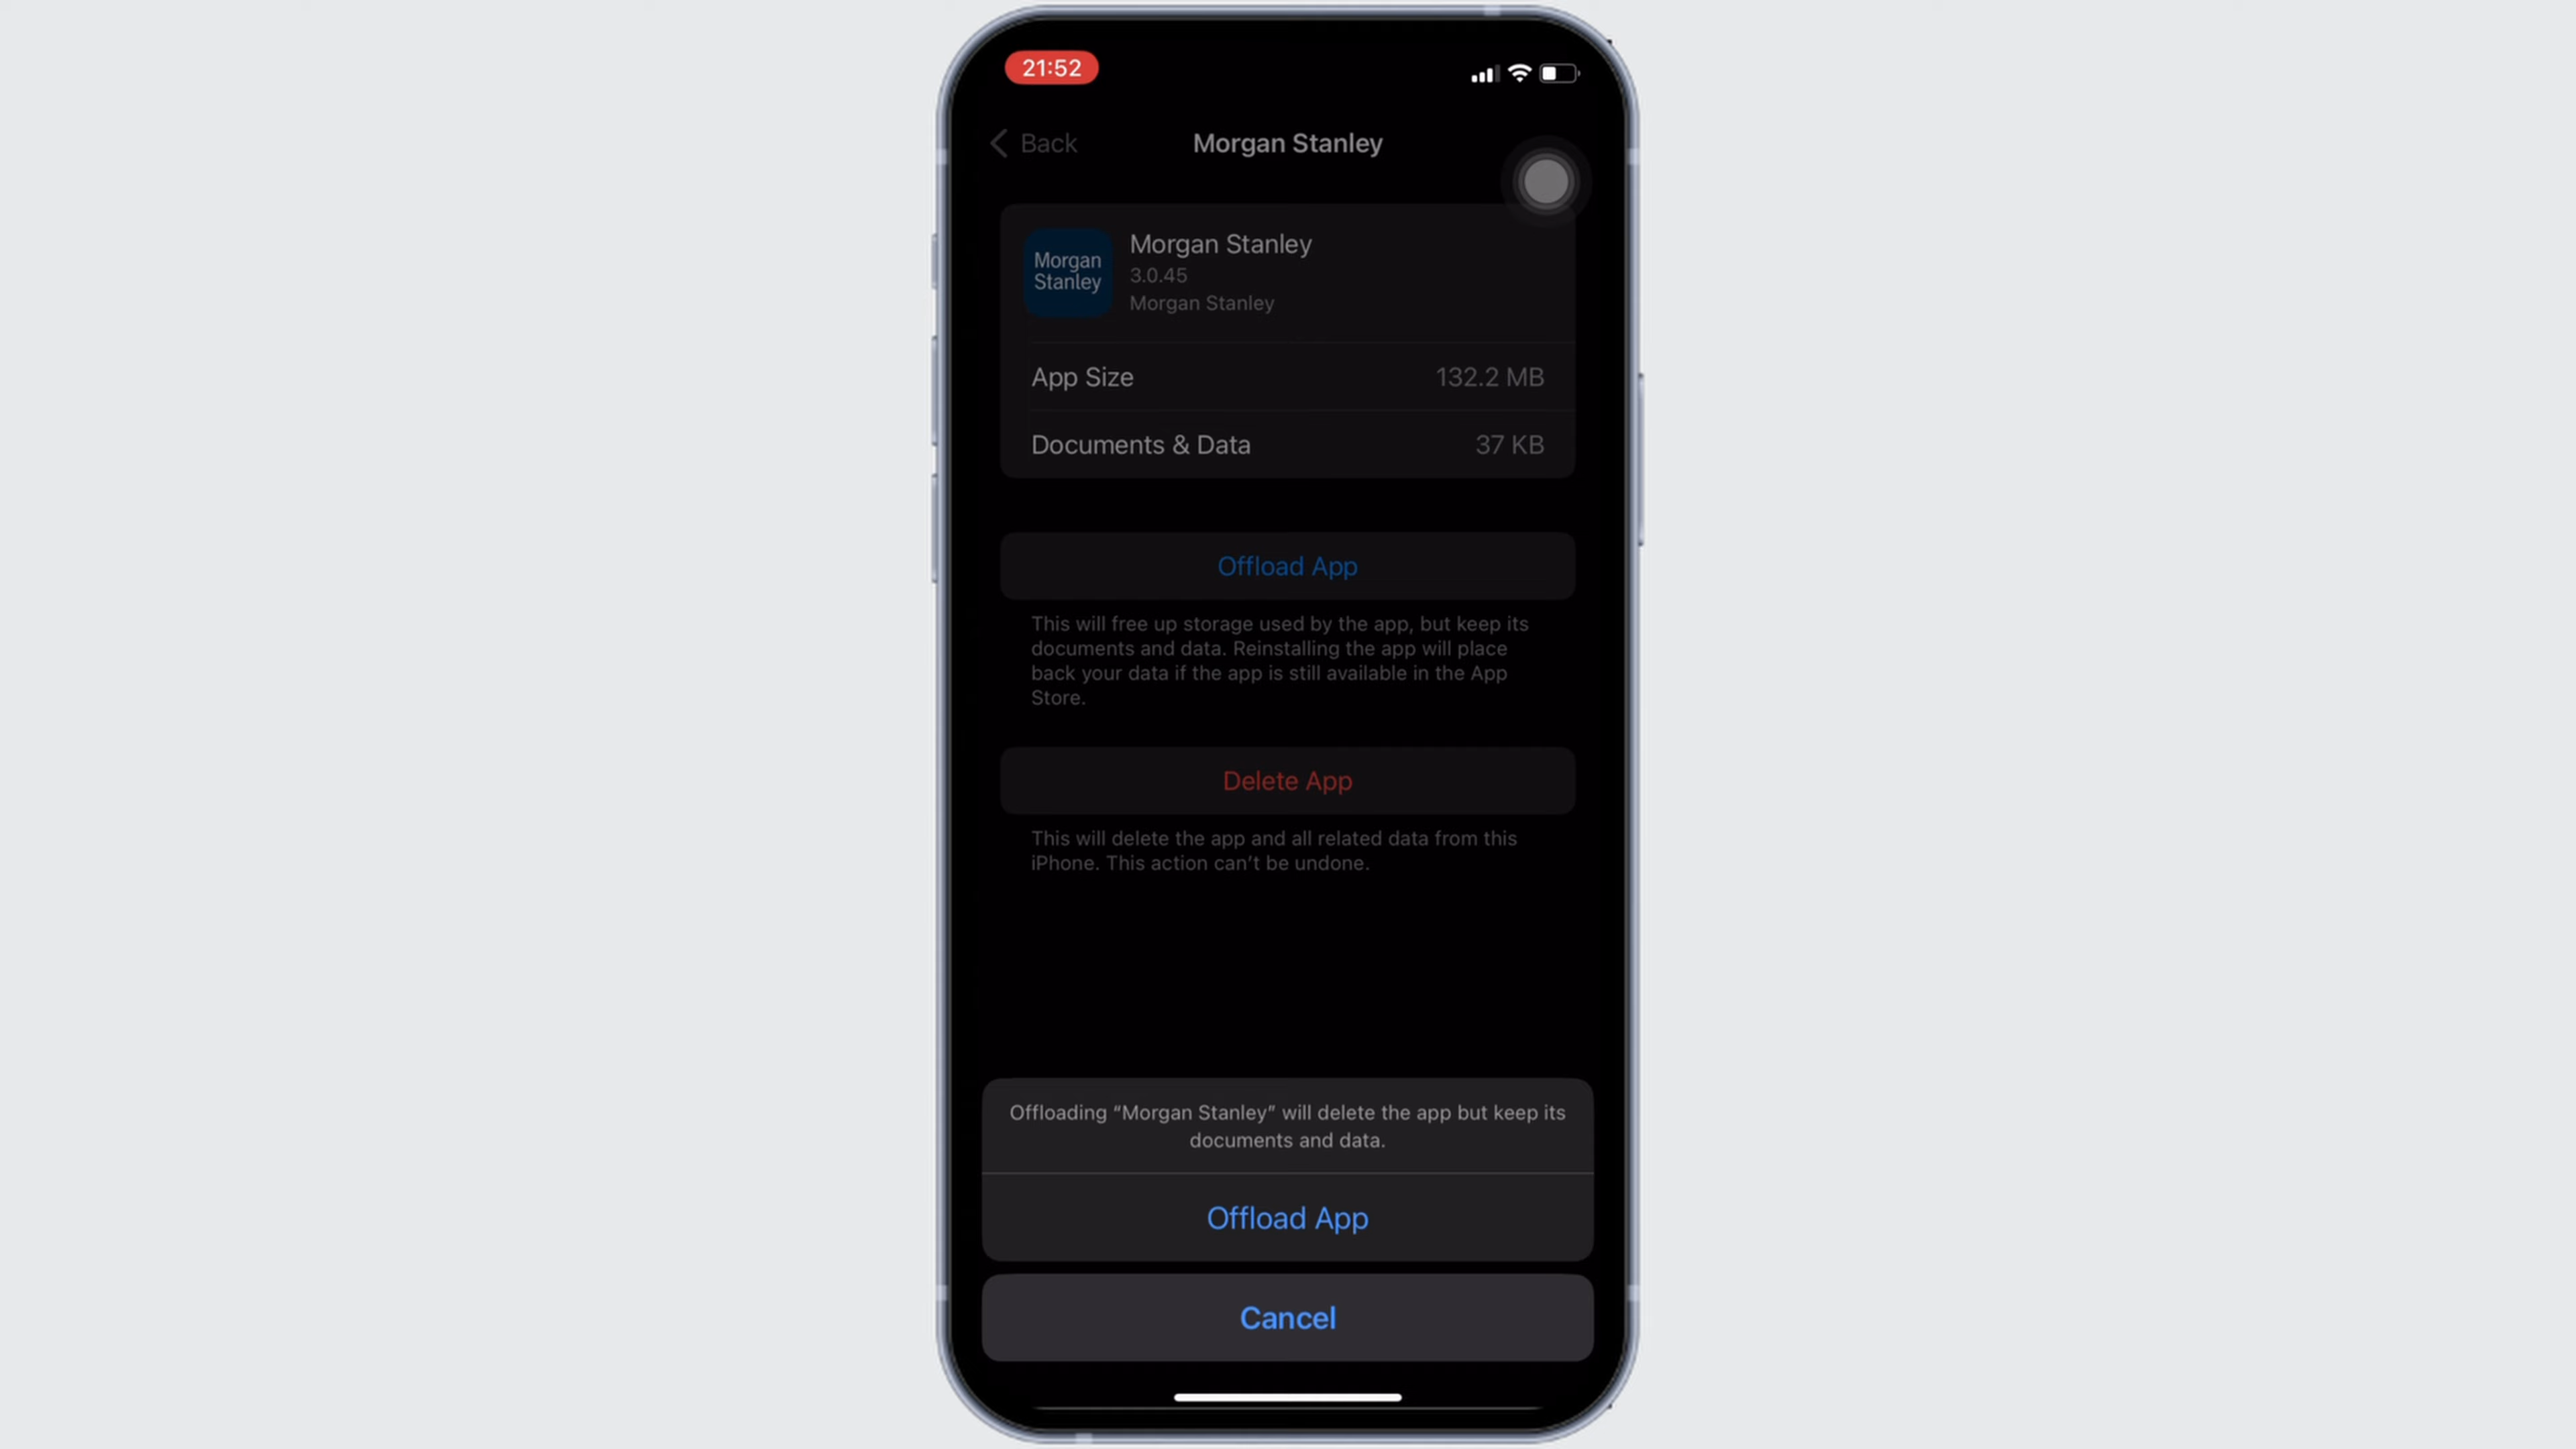 21:52
Back
Morgan Stanley
Morgan
Stanley
Morgan Stanley
3.0.45
Morgan Stanley
App Size 132.2 MB
Documents & Data 37 KB
Offload App
This will free up storage used by the app, but keep its
documents and data. Reinstalling the app will place
back your data if the app is still available in the App
Store.
Delete App
This will delete the app and all related data from this
iPhone. This action can’t be undone.
Offloading “Morgan Stanley” will delete the app but keep its
documents and data.
Offload App
Cancel